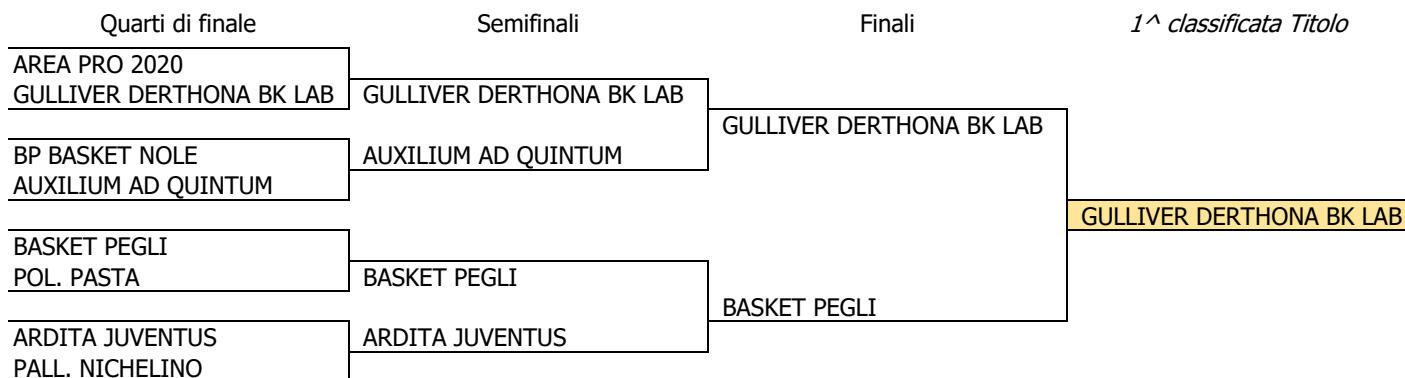 Quarti di finale
Semifinali
Finali
1^ classificata Titolo
AREA PRO 2020
GULLIVER DERTHONA BK LAB
GULLIVER DERTHONA BK LAB
GULLIVER DERTHONA BK LAB
BP BASKET NOLE
AUXILIUM AD QUINTUM
AUXILIUM AD QUINTUM
GULLIVER DERTHONA BK LAB
BASKET PEGLI
POL. PASTA
BASKET PEGLI
BASKET PEGLI
ARDITA JUVENTUS
ARDITA JUVENTUS
PALL. NICHELINO